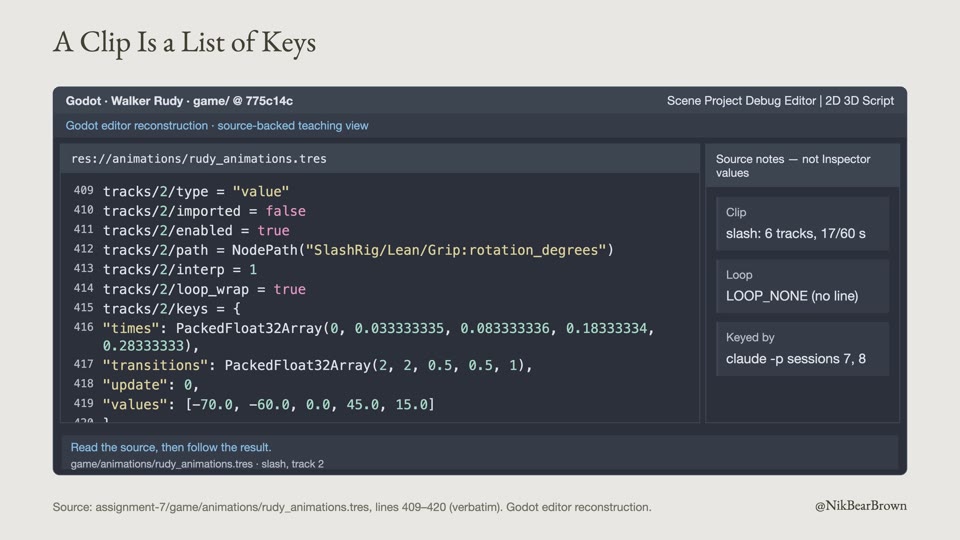 A Clip Is a List of Keys
Godot · Walker Rudy · game/ @ 775c14c
Scene Project Debug Editor | 2D 3D Script
Godot editor reconstruction · source-backed teaching view
res://animations/rudy_animations.tres
409 tracks/2/type = "value"
410 tracks/2/imported = false
411 tracks/2/enabled = true
412 tracks/2/path = NodePath("SlashRig/Lean/Grip:rotation_degrees")
413 tracks/2/interp = 1
414 tracks/2/loop_wrap = true
415 tracks/2/keys = {
416 "times": PackedFloat32Array(0, 0.033333335, 0.083333336, 0.18333334,
0.28333333),
417 "transitions": PackedFloat32Array(2, 2, 0.5, 0.5, 1),
418 "update": 0,
419 "values": [-70.0, -60.0, 0.0, 45.0, 15.0]
420 }
Source notes — not Inspector
values
Clip
slash: 6 tracks, 17/60 s
Loop
LOOP_NONE (no line)
Keyed by
claude -p sessions 7, 8
Read the source, then follow the result.
game/animations/rudy_animations.tres · slash, track 2
Source: assignment-7/game/animations/rudy_animations.tres, lines 409–420 (verbatim). Godot editor reconstruction.
@NikBearBrown